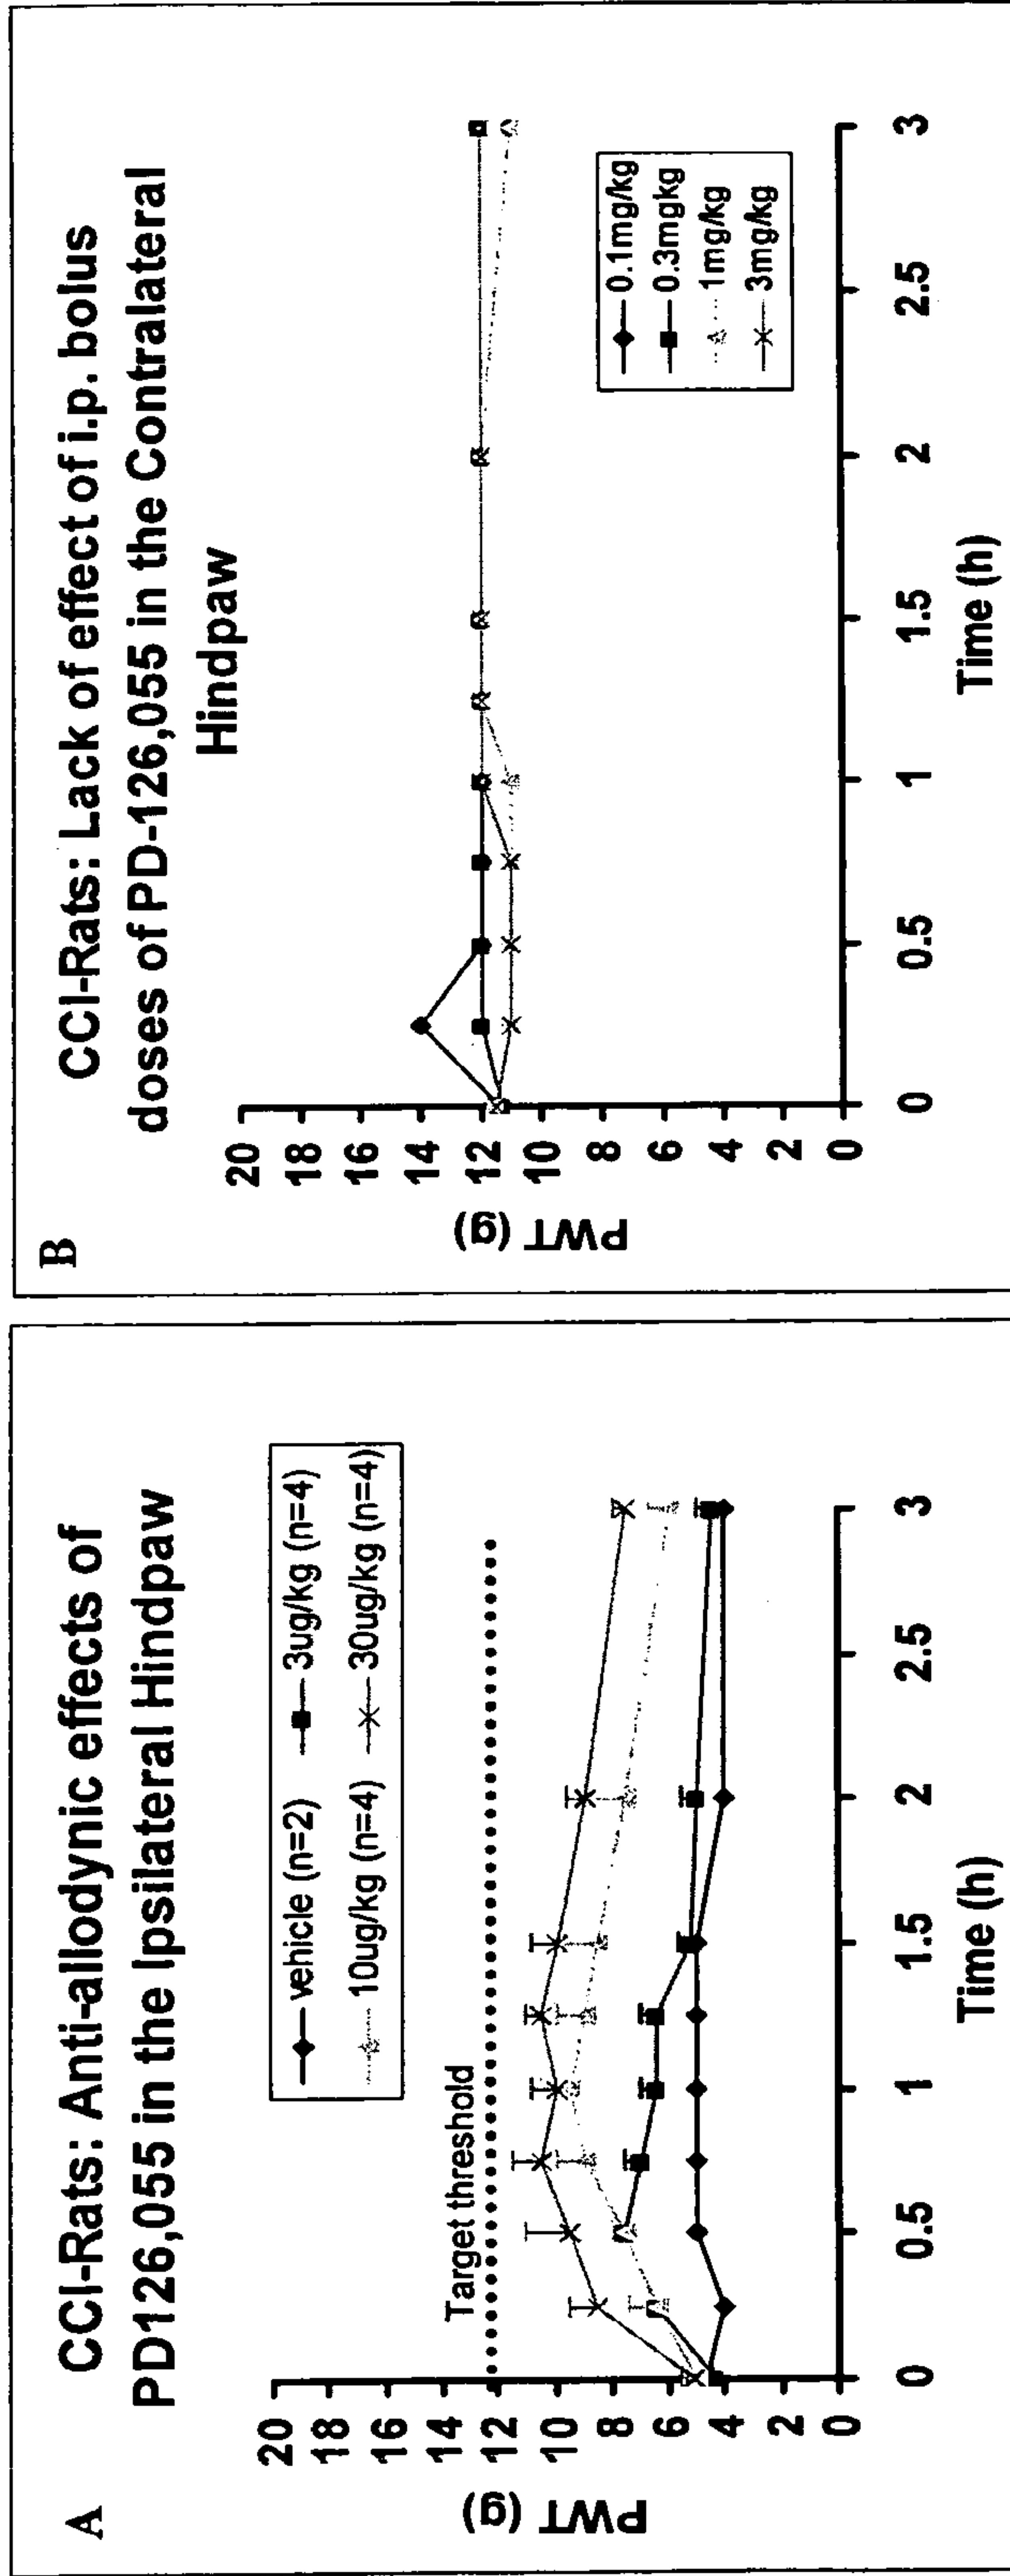 A
CCI-Rats: Anti-allodynic effects of
PD126,055 in the Ipsilateral Hindpaw
vehicle (n=2)
3ug/kg (n=4)
10ug/kg (n=4)
30ug/kg (n=4)
Target threshold
PWT (g)
20
18
16
14
12
10
8
6
4
2
0
0
0.5
1
1.5
2
2.5
3
Time (h)
B
CCI-Rats: Lack of effect of i.p. bolus
doses of PD-126,055 in the Contralateral
Hindpaw
PWT (g)
20
18
16
14
12
10
8
6
4
2
0
0
0.5
1
1.5
2
2.5
3
Time (h)
0.1mg/kg
0.3mgkg
1mg/kg
3mg/kg